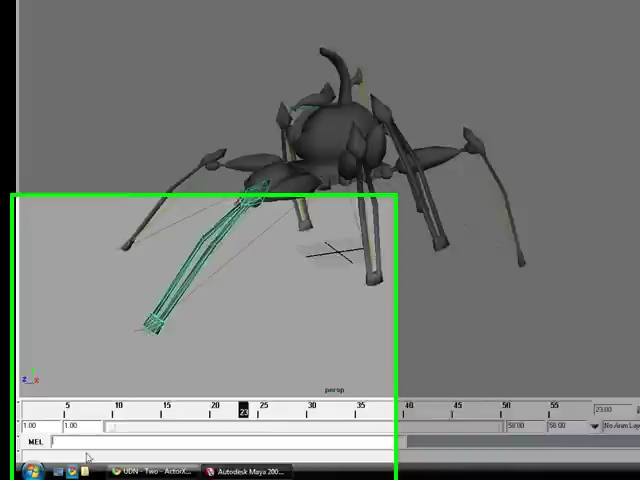 z x
persp
5 10 15 20 23 25 30 35 40 45 50 55 23.00
1.00 1.00 58.00 58.00 No Anim Lay
MEL
UDN - Two - ActorX... Autodesk Maya 200...